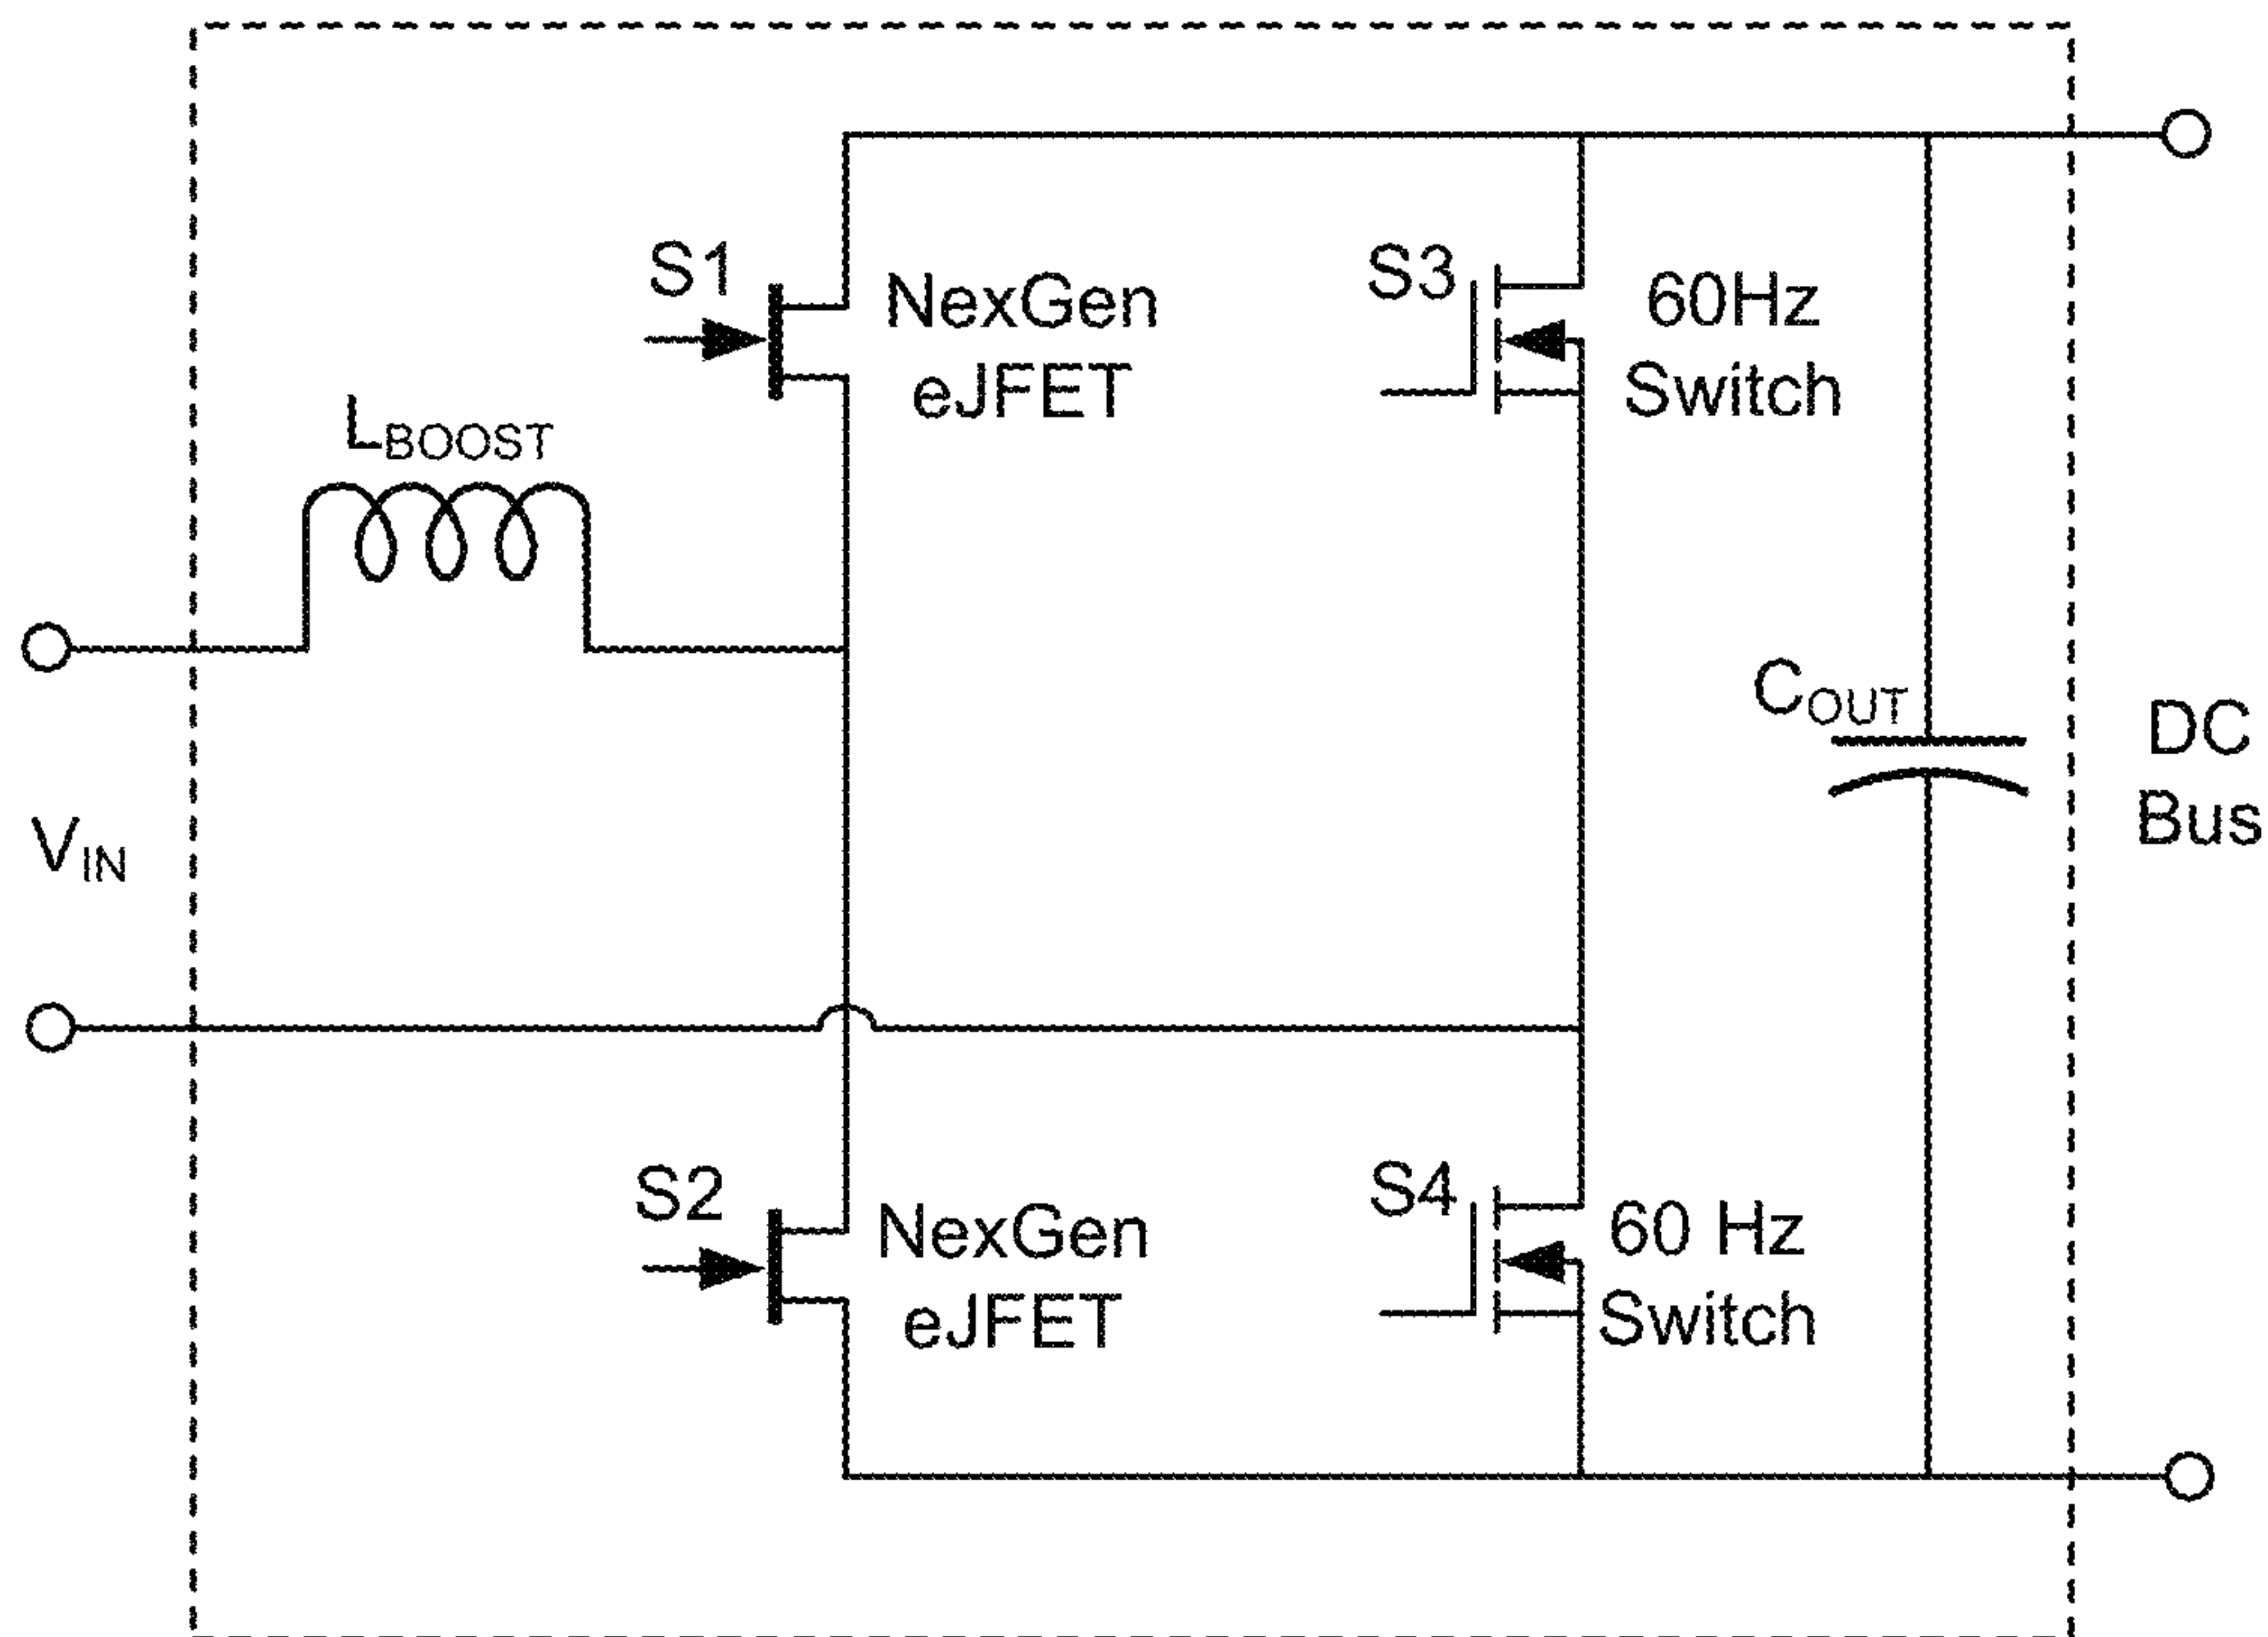 S1
NexGen
eJFET
S3
60Hz
Switch
LBOOST
COUT
DC
Bus
VIN
S2
NexGen
eJFET
S4
60 Hz
Switch